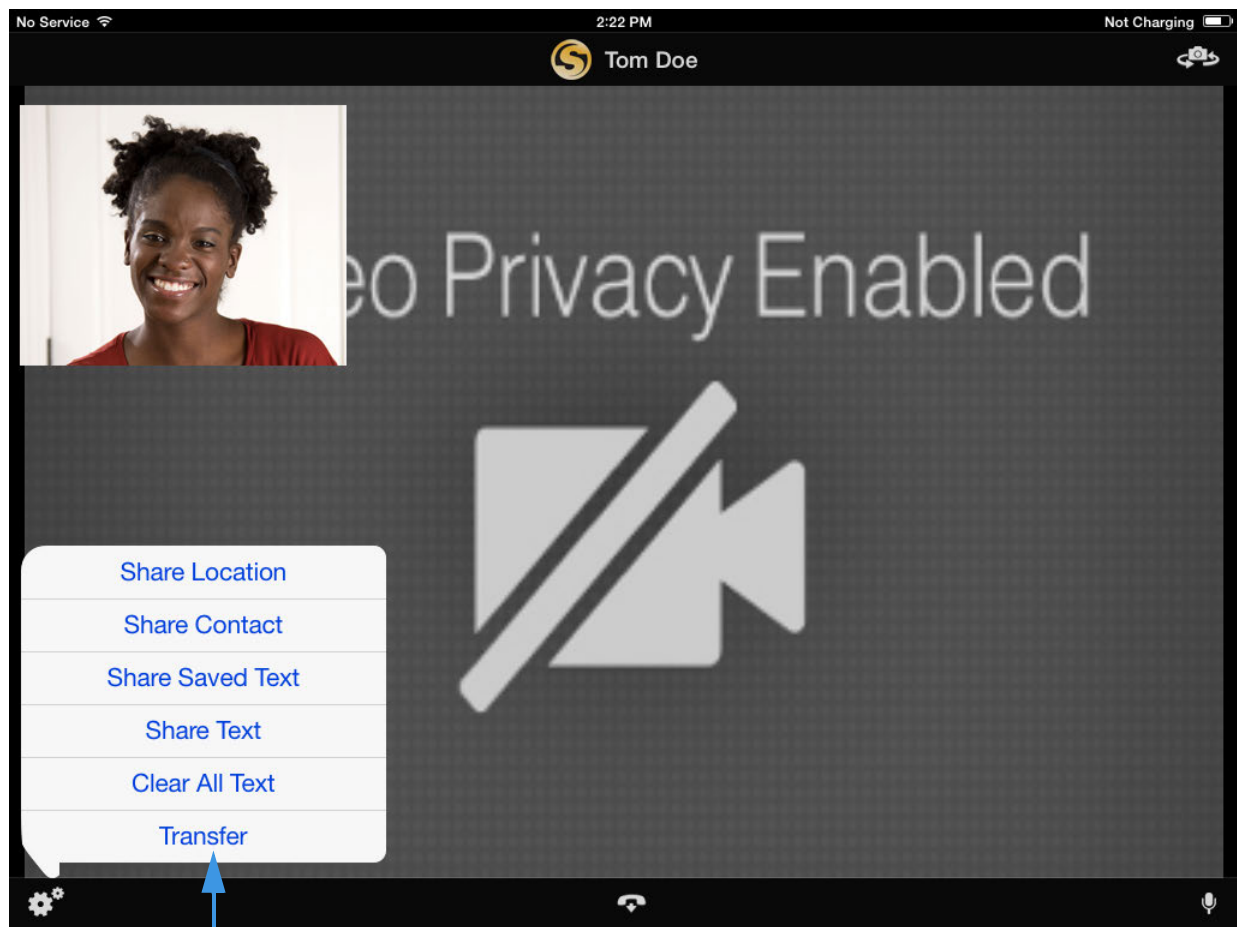 No Service 2:22 PM Not Charging
S Tom Doe
eo Privacy Enabled
Share Location
Share Contact
Share Saved Text
Share Text
Clear All Text
Transfer